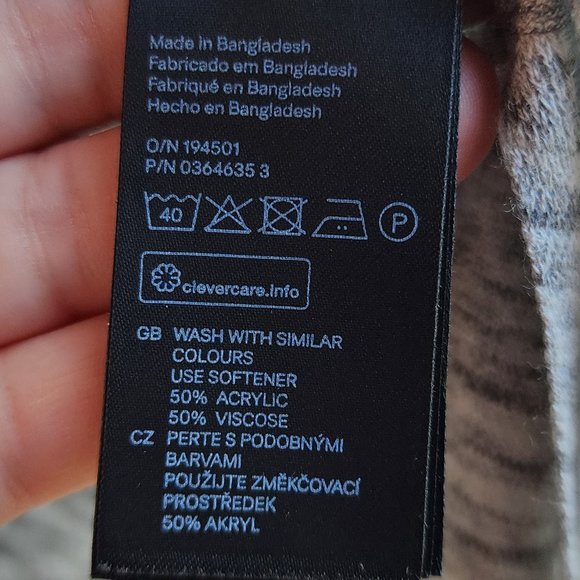 Made in Bangladesh
Fabricado em Bangladesh
Fabriqué en Bangladesh
Hecho en Bangladesh
O/N 194501
P/N 0364635 3
40 P
clevercare.info
GB WASH WITH SIMILAR
COLOURS
USE SOFTENER
50% ACRYLIC
50% VISCOSE
CZ PERTE S PODOBNÝMI
BARVAMI
POUŽIJTE ZMĚKČOVACÍ
PROSTŘEDEK
50% AKRYL